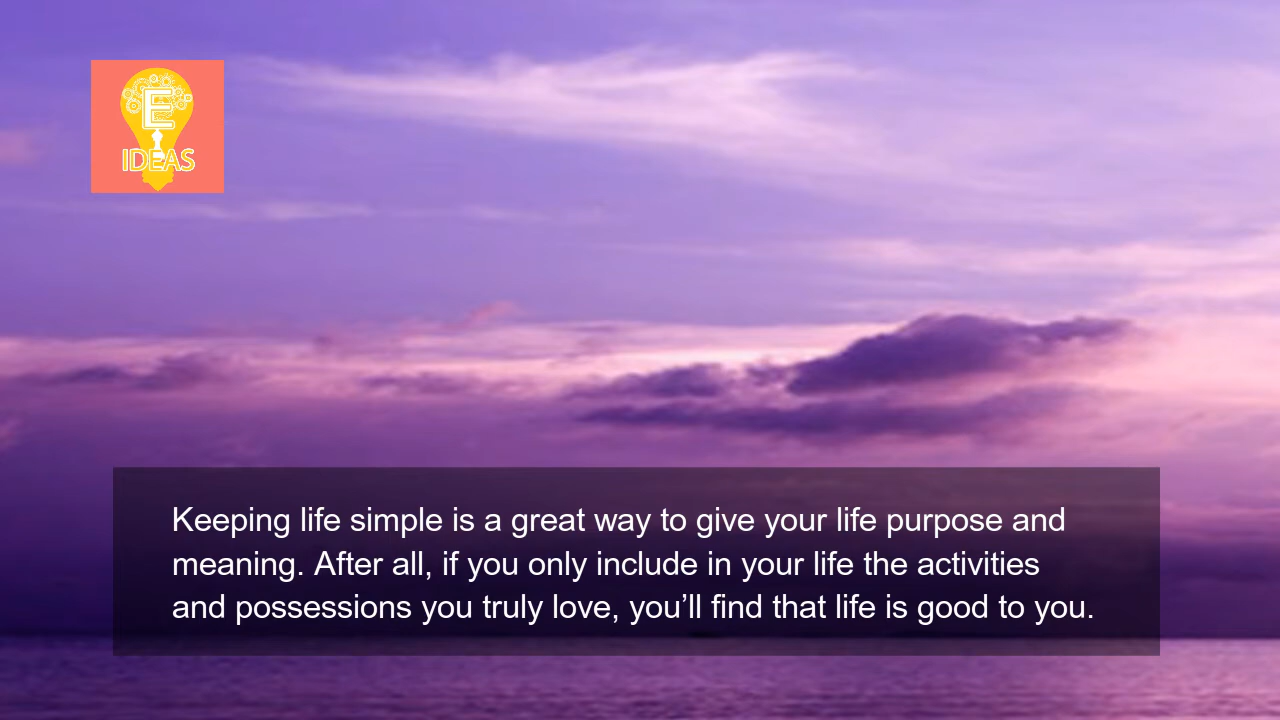 E
IDEAS
Keeping life simple is a great way to give your life purpose and
meaning. After all, if you only include in your life the activities
and possessions you truly love, you’ll find that life is good to you.